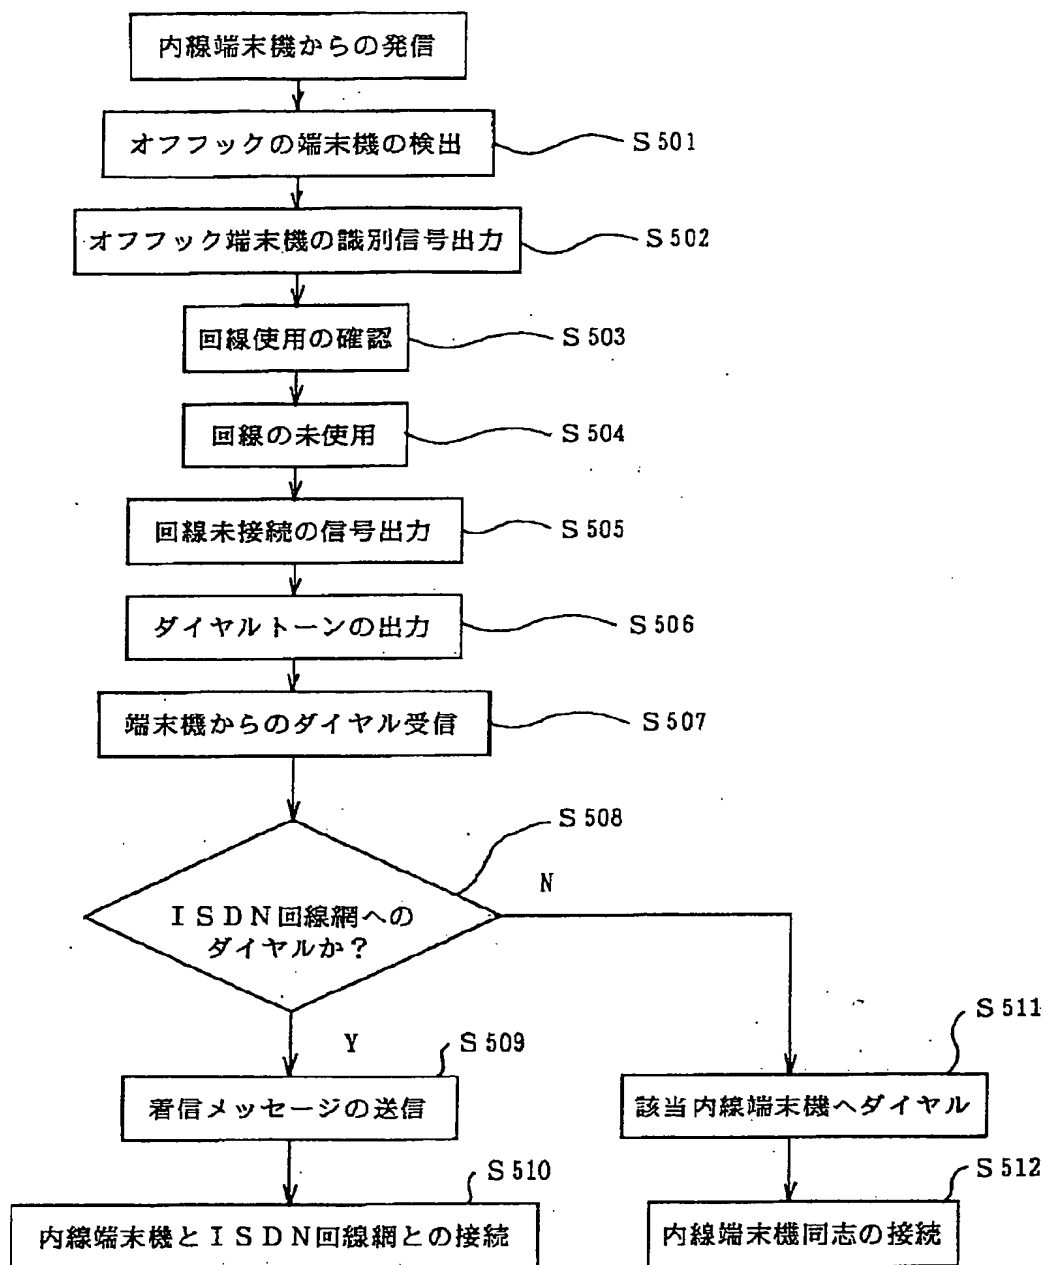 内線端末機からの発信
オフフックの端末機の検出
S501
オフフック端末機の識別信号出力
S502
回線使用の確認
S503
回線の未使用
S504
回線未接続の信号出力
S505
ダイヤルトーンの出力
S506
端末機からのダイヤル受信
S507
S508
ISDN回線網への
ダイヤルか？
N
Y
S509
着信メッセージの送信
S511
該当内線端末機へダイヤル
S510
内線端末機とISDN回線網との接続
S512
内線端末機同志の接続